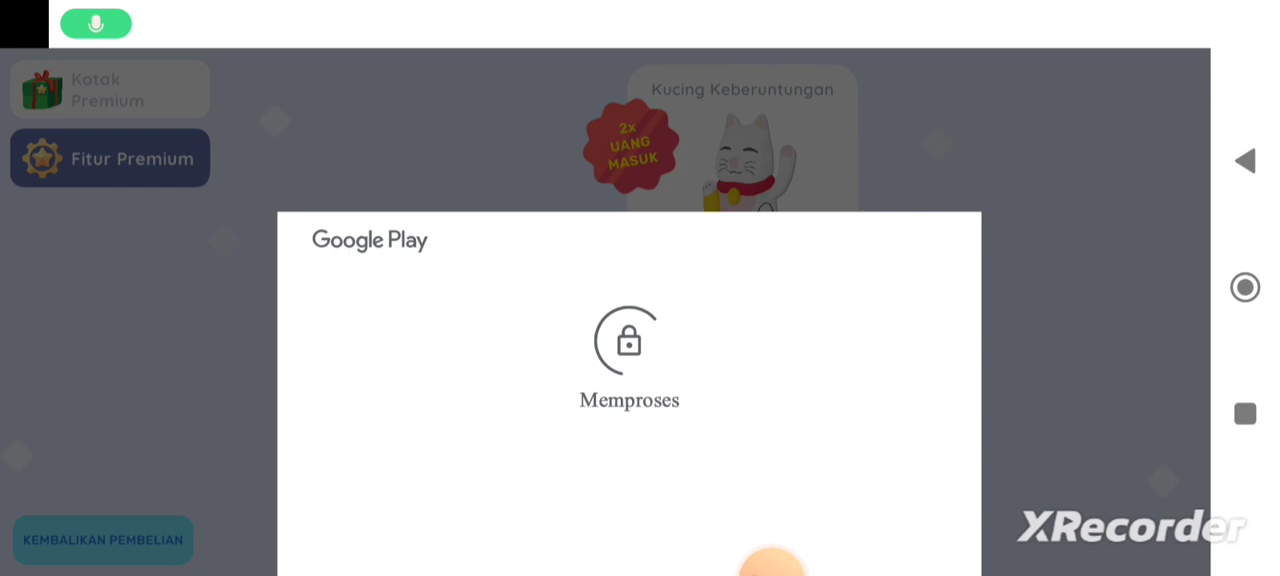 Kotak
Premium
Fitur Premium
Kucing Keberuntungan
2x
UANG
MASUK
Google Play
Memproses
KEMBALIKAN PEMBELIAN
XRecorder